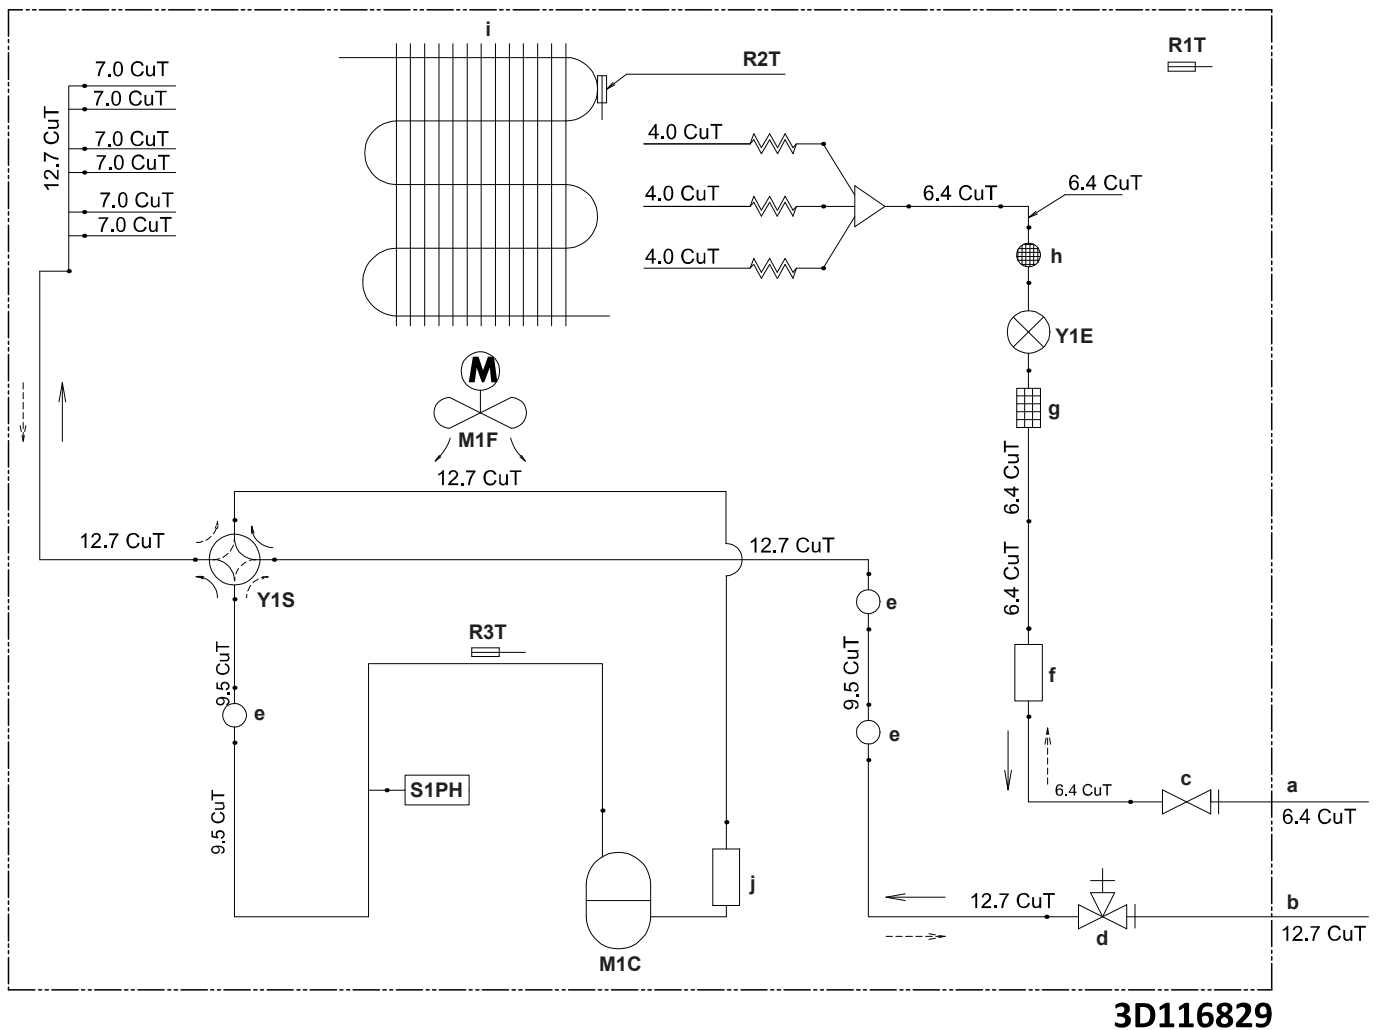 i
R1T
7.0 CuT
R2T
7.0 CuT
12.7 CuT
7.0 CuT
7.0 CuT
7.0 CuT
7.0 CuT
4.0 CuT
4.0 CuT
4.0 CuT
6.4 CuT
6.4 CuT
h
Y1E
g
M
M1F
12.7 CuT
6.4 CuT
12.7 CuT
12.7 CuT
6.4 CuT
Y1S
e
R3T
9.5 CuT
9.5 CuT
f
e
e
S1PH
9.5 CuT
6.4 CuT
c
a
6.4 CuT
j
12.7 CuT
b
d
12.7 CuT
M1C
3D116829